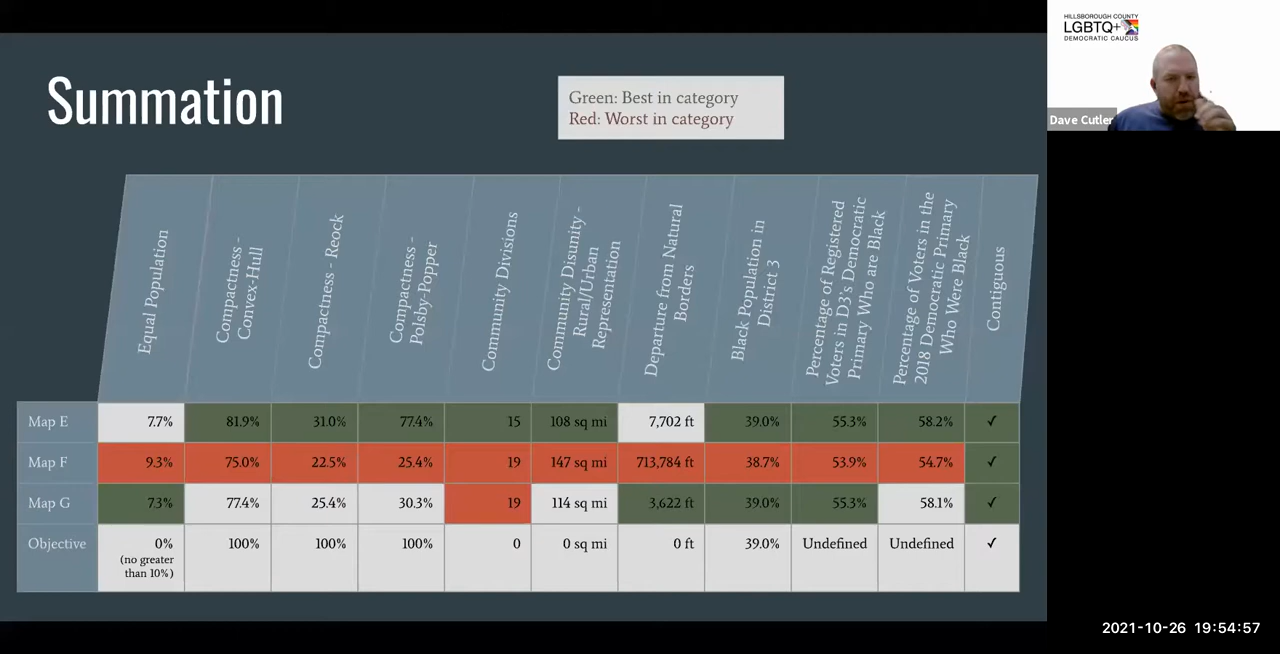 Summation
Green: Best in category
Red: Worst in category
HILLSBOROUGH COUNTY
LGBTQ+
DEMOCRATIC CAUCUS
Dave Cutler
Equal Population
Compactness -
Convex-Hull
Compactness - Reock
Compactness -
Polsby-Popper
Community Divisions
Community Disunity -
Rural/Urban
Representation
Departure from Natural
Borders
Black Population in
District 3
Percentage of Registered
Voters in D3's Democratic
Primary Who are Black
Percentage of Voters in the
2018 Democratic Primary
Who Were Black
Contiguous
Map E 7.7% 81.9% 31.0% 77.4% 15 108 sq mi 7,702 ft 39.0% 55.3% 58.2% ✓
Map F 9.3% 75.0% 22.5% 25.4% 19 147 sq mi 713,784 ft 38.7% 53.9% 54.7% ✓
Map G 7.3% 77.4% 25.4% 30.3% 19 114 sq mi 3,622 ft 39.0% 55.3% 58.1% ✓
Objective 0% 100% 100% 100% 0 0 sq mi 0 ft 39.0% Undefined Undefined ✓
(no greater
than 10%)
2021-10-26 19:54:57